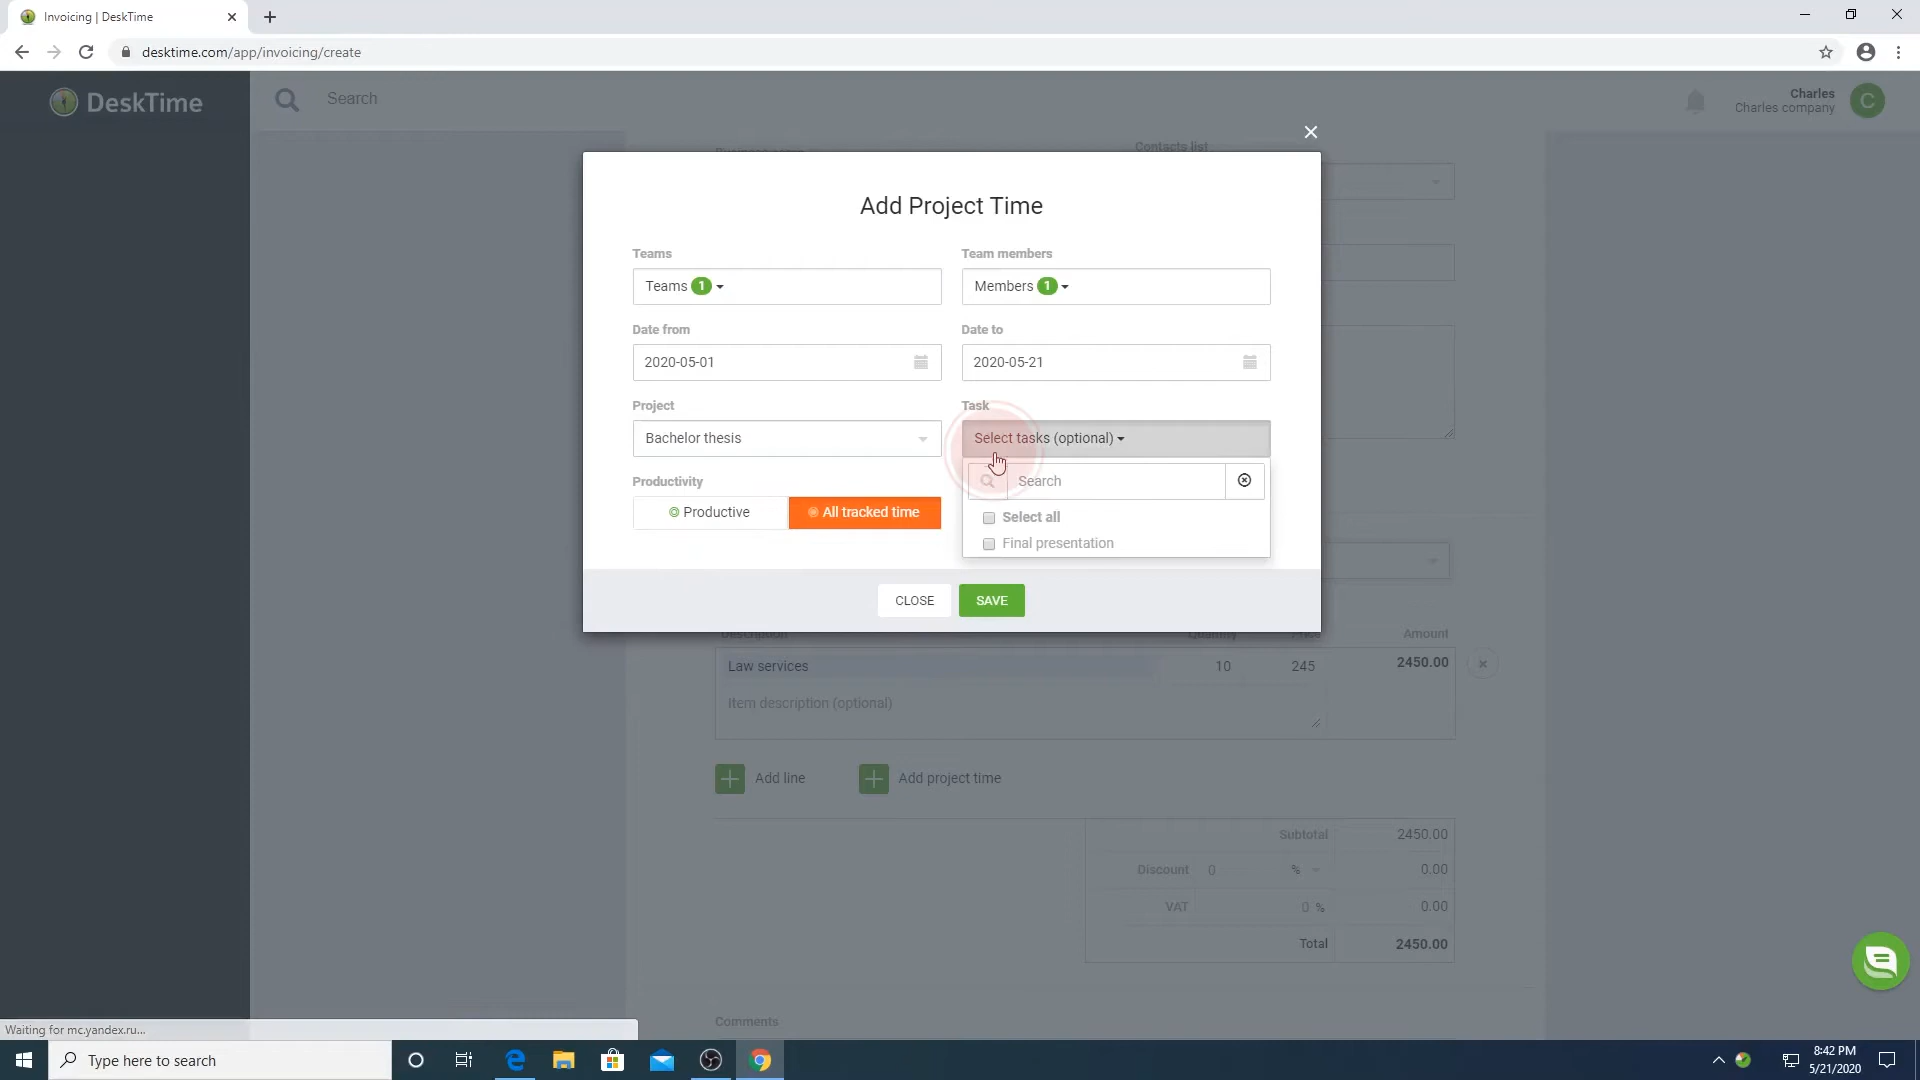 Invoicing | DeskTime
desktime.com/app/invoicing/create
DeskTime
Search
Charles
Charles company
C
Contacts list
Add Project Time
Teams
Team members
Teams 1
Members 1
Date from
Date to
2020-05-01
2020-05-21
Project
Task
Bachelor thesis
Select tasks (optional)
Productivity
Search
Productive
All tracked time
Select all
Final presentation
CLOSE
SAVE
Description
Quantity
Price
Amount
Law services
10
245
2450.00
Item description (optional)
Add line
Add project time
Subtotal
2450.00
Discount
0
%
0.00
VAT
0 %
0.00
Total
2450.00
Comments
Waiting for mc.yandex.ru...
Type here to search
8:42 PM
5/21/2020